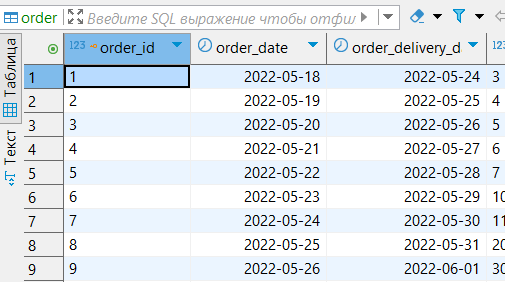 order Введите SQL выражение чтобы отфил
Таблица
Текст
order_id order_date order_delivery_d
1 1 2022-05-18 2022-05-24 3
2 2 2022-05-19 2022-05-25 4
3 3 2022-05-20 2022-05-26 5
4 4 2022-05-21 2022-05-27 6
5 5 2022-05-22 2022-05-28 7
6 6 2022-05-23 2022-05-29 10
7 7 2022-05-24 2022-05-30 11
8 8 2022-05-25 2022-05-31 20
9 9 2022-05-26 2022-06-01 30